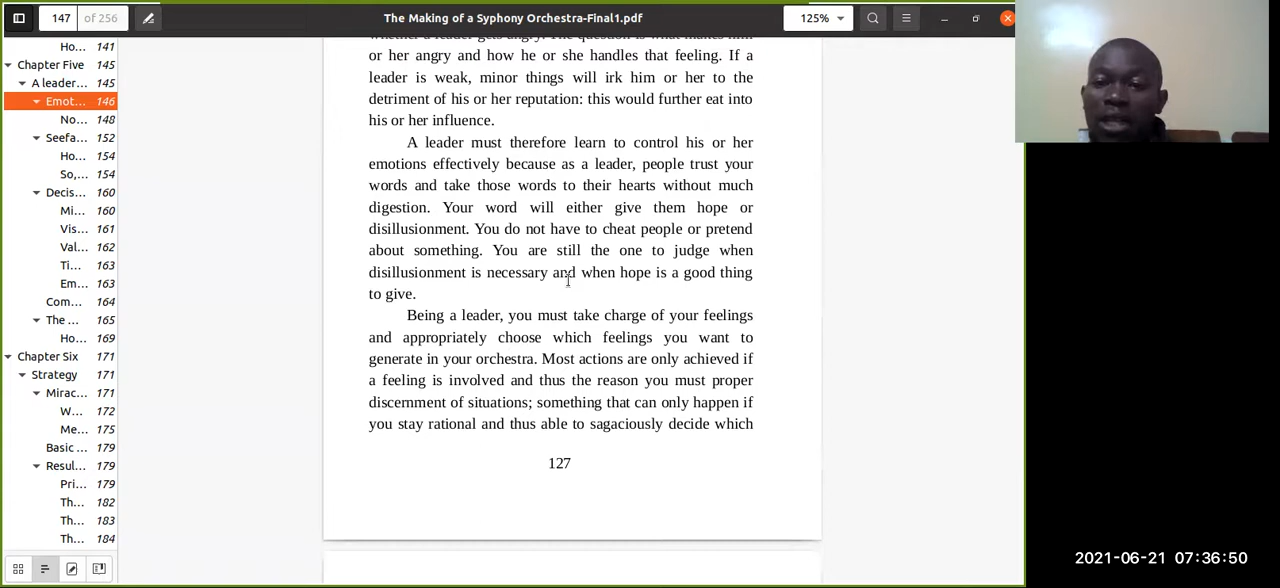 147 of 256
The Making of a Syphony Orchestra-Final1.pdf
125%
Ho... 141
Chapter Five 145
A leader... 145
Emot... 146
No... 148
Seefa... 152
Ho... 154
So,... 154
Decis... 160
Mi... 160
Vis... 161
Val... 162
Ti... 163
Em... 163
Com... 164
The ... 165
Ho... 169
Chapter Six 171
Strategy 171
Mirac... 171
W... 172
Me... 175
Basic ... 179
Resul... 179
Pri... 179
Th... 182
Th... 183
Th... 184
whether a leader gets angry. The question is what makes him
or her angry and how he or she handles that feeling. If a
leader is weak, minor things will irk him or her to the
detriment of his or her reputation: this would further eat into
his or her influence.
A leader must therefore learn to control his or her
emotions effectively because as a leader, people trust your
words and take those words to their hearts without much
digestion. Your word will either give them hope or
disillusionment. You do not have to cheat people or pretend
about something. You are still the one to judge when
disillusionment is necessary and when hope is a good thing
to give.
Being a leader, you must take charge of your feelings
and appropriately choose which feelings you want to
generate in your orchestra. Most actions are only achieved if
a feeling is involved and thus the reason you must proper
discernment of situations; something that can only happen if
you stay rational and thus able to sagaciously decide which
127
2021-06-21 07:36:50